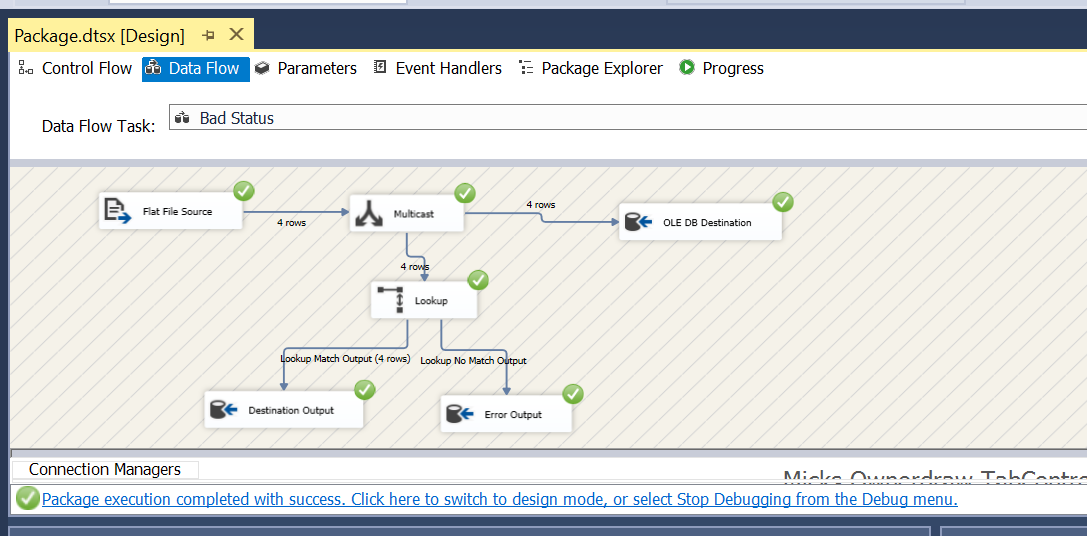 Package.dtsx [Design]
Control Flow Data Flow Parameters Event Handlers Package Explorer Progress
Data Flow Task: Bad Status
Flat File Source
4 rows
Multicast
4 rows
OLE DB Destination
4 rows
Lookup
Lookup Match Output (4 rows)
Lookup No Match Output
Destination Output
Error Output
Connection Managers
Micks Ownerdraw TabContro
Package execution completed with success. Click here to switch to design mode, or select Stop Debugging from the Debug menu.